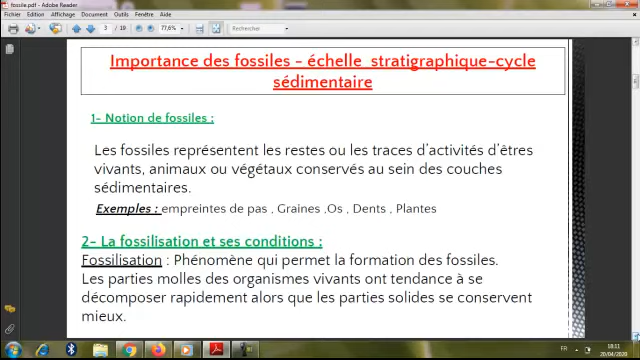 fossile.pdf - Adobe Reader
Fichier Edition Affichage Document Outils Fenêtre Aide
3 / 19 77,6% Rechercher
Importance des fossiles - échelle stratigraphique-cycle
sédimentaire
1- Notion de fossiles :
Les fossiles représentent les restes ou les traces d'activités d'êtres
vivants, animaux ou végétaux conservés au sein des couches
sédimentaires.
Exemples : empreintes de pas , Graines ,Os , Dents , Plantes
2- La fossilisation et ses conditions :
Fossilisation : Phénomène qui permet la formation des fossiles.
Les parties molles des organismes vivants ont tendance à se
décomposer rapidement alors que les parties solides se conservent
mieux.
FR
18:11
20/04/2020